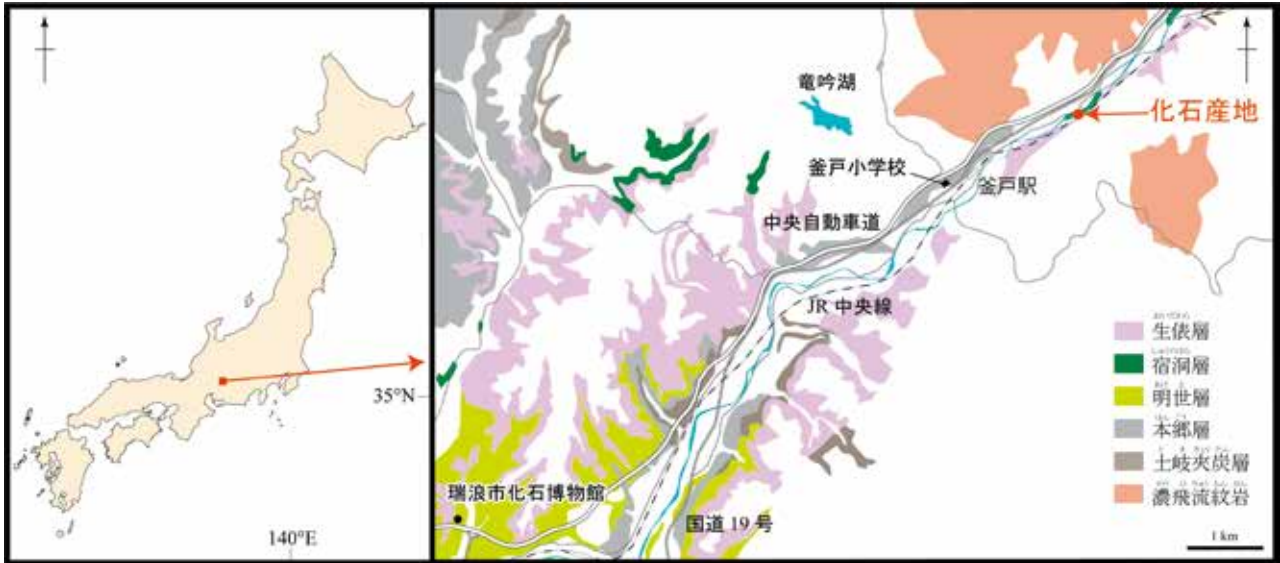 35°N
140°E
竜吟湖
化石産地
釜戸小学校
釜戸駅
中央自動車道
JR 中央線
瑞浪市化石博物館
国道 19 号
生俵層
宿洞層
明世層
本郷層
土岐夾炭層
濃飛流紋岩
1 km